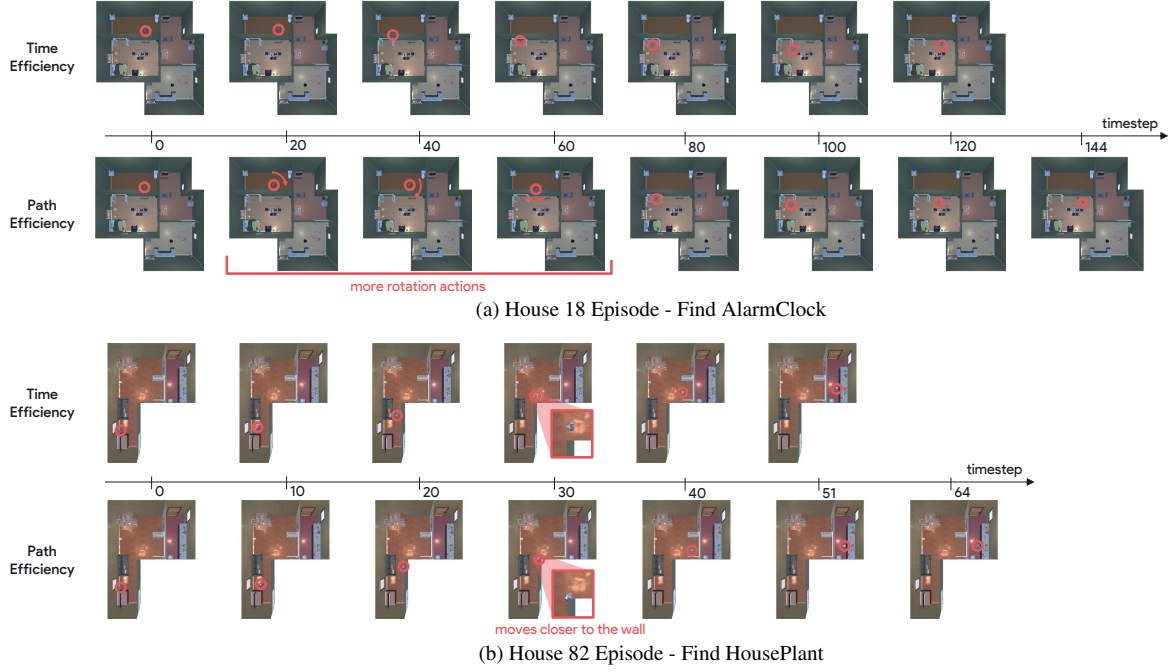 Time
Efficiency
timestep
0 20 40 60 80 100 120 144
Path
Efficiency
more rotation actions
(a) House 18 Episode - Find AlarmClock
Time
Efficiency
timestep
0 10 20 30 40 51 64
Path
Efficiency
moves closer to the wall
(b) House 82 Episode - Find HousePlant